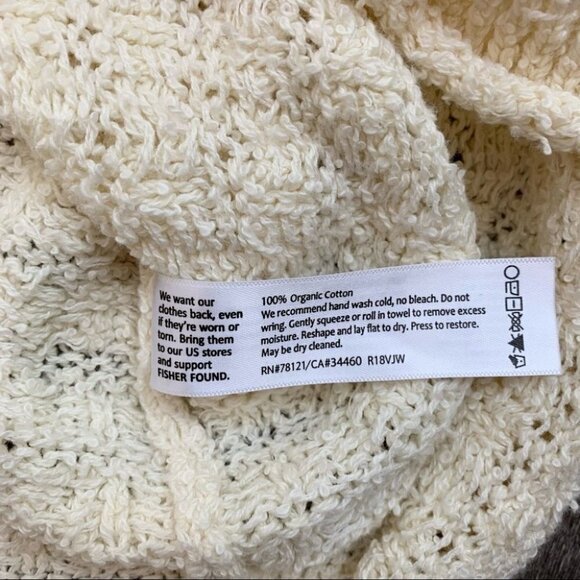 We want our
clothes back, even
if they're worn or
torn. Bring them
to our US stores
and support
FISHER FOUND.
100% Organic Cotton
We recommend hand wash cold, no bleach. Do not
wring. Gently squeeze or roll in towel to remove excess
moisture. Reshape and lay flat to dry. Press to restore.
May be dry cleaned.
RN#78121/CA#34460 R18VJW